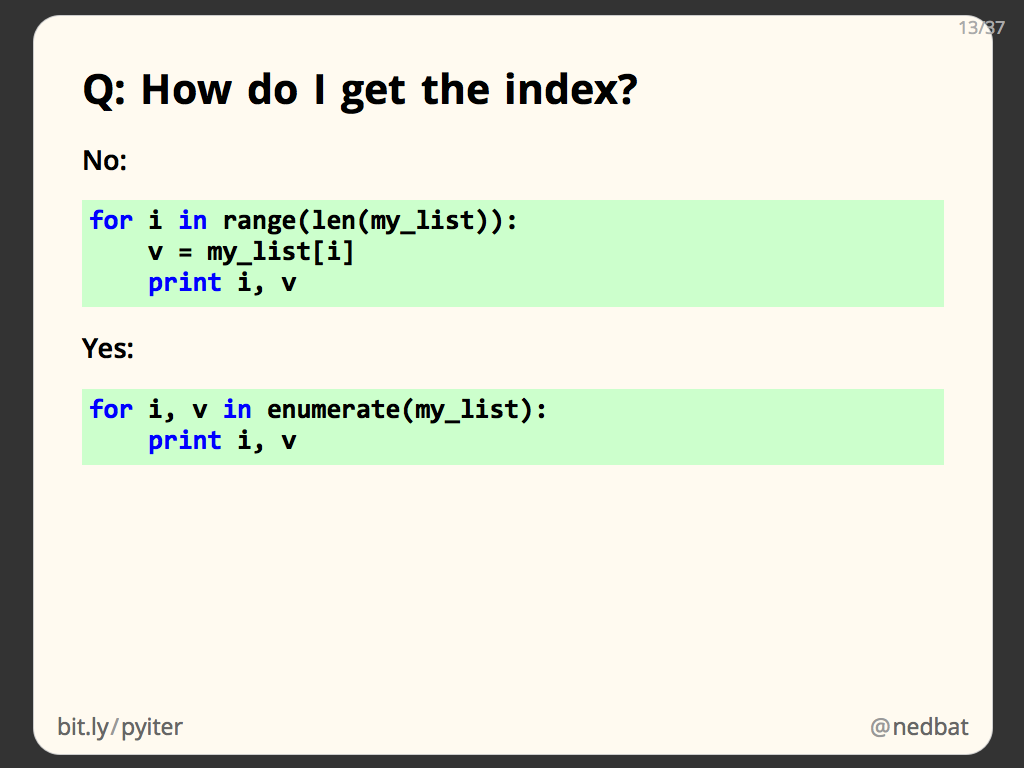 13/37
Q: How do I get the index?
No:
for i in range(len(my_list)):
    v = my_list[i]
    print i, v
Yes:
for i, v in enumerate(my_list):
    print i, v
bit.ly/pyiter
@nedbat